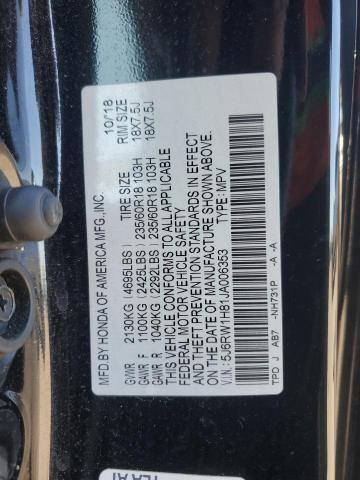 MFD.BY HONDA OF AMERICA MFG.,INC. 10/18
TIRE SIZE RIM SIZE
GVWR 2130KG (4695LBS)
GAWR F 1100KG (2425LBS) 235/60R18 103H 18X7.5J
GAWR R 1040KG (2292LBS) 235/60R18 103H 18X7.5J
THIS VEHICLE CONFORMS TO ALL APPLICABLE
FEDERAL MOTOR VEHICLE SAFETY
AND THEFT PREVENTION STANDARDS IN EFFECT
ON THE DATE OF MANUFACTURE SHOWN ABOVE.
V.I.N.: 5J6RW1H81JA006353 TYPE: MPV
TPD J AB7 -NH731P -A -A